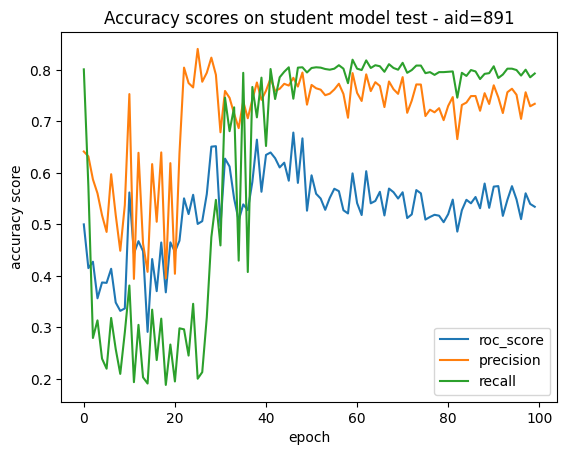 Accuracy scores on student model test - aid=891
accuracy score
0.8
0.7
0.6
0.5
0.4
0.3
0.2
0
20
40
60
80
100
epoch
roc_score
precision
recall